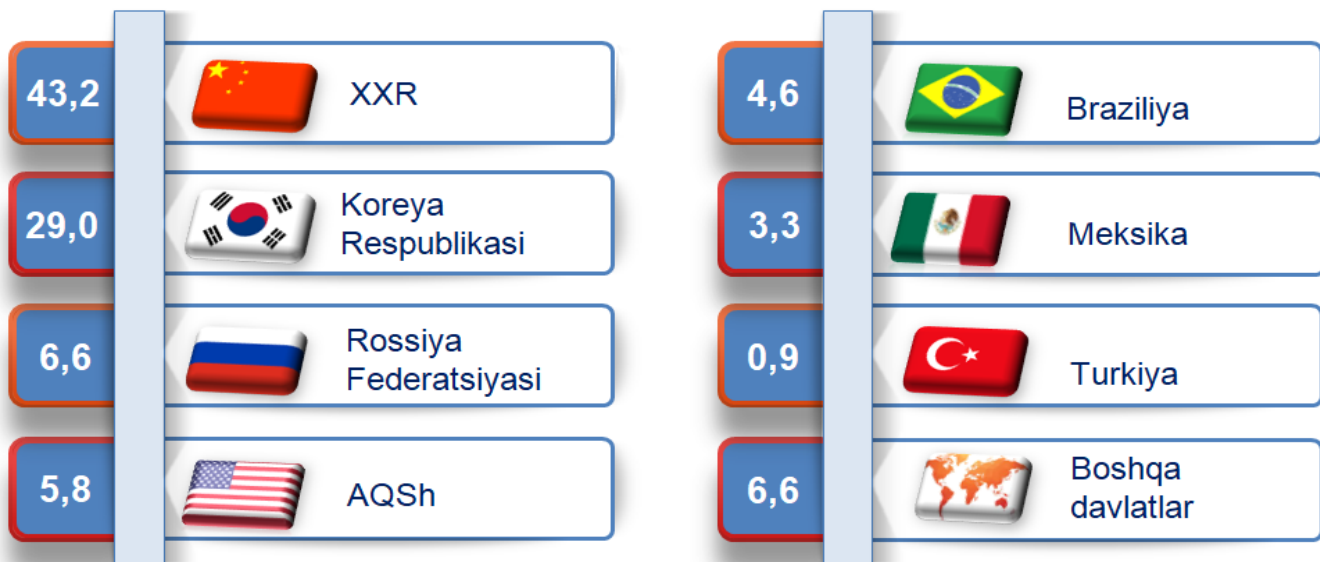 43,2
XXR
29,0
Koreya
Respublikasi
6,6
Rossiya
Federatsiyasi
5,8
AQSh
4,6
Braziliya
3,3
Meksika
0,9
Turkiya
6,6
Boshqa
davlatlar